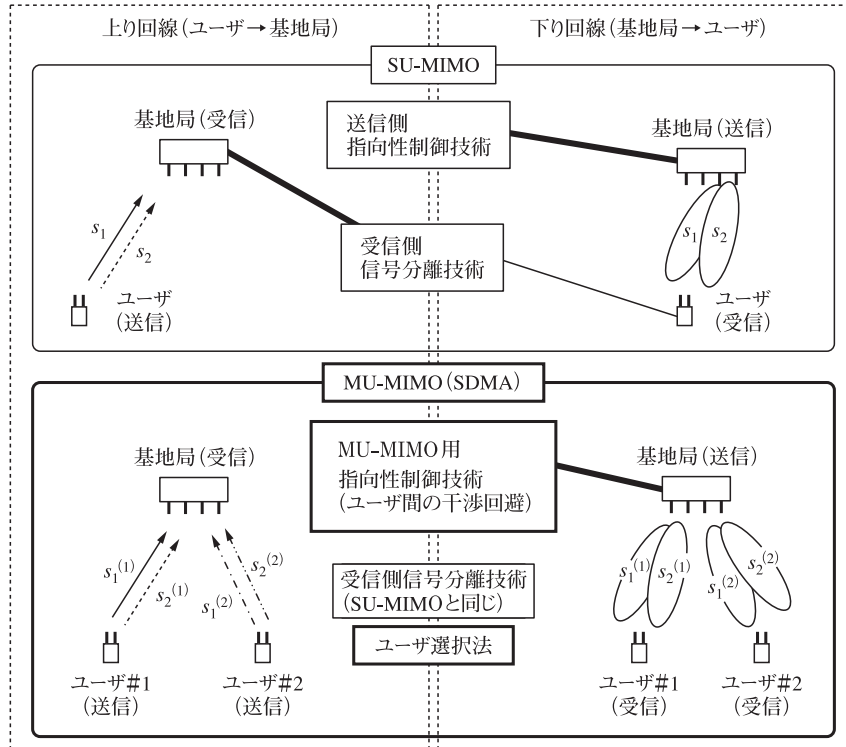 上り回線(ユーザ→基地局)
下り回線(基地局→ユーザ)
SU-MIMO
基地局(受信)
送信側
指向性制御技術
基地局(送信)
s1
s2
受信側
信号分離技術
s1
s2
ユーザ
(送信)
ユーザ
(受信)
MU-MIMO(SDMA)
基地局(受信)
MU-MIMO用
指向性制御技術
(ユーザ間の干渉回避)
基地局(送信)
s1(1)
s2(1)
s1(2)
s2(2)
受信側信号分離技術
(SU-MIMOと同じ)
ユーザ選択法
s1(1)
s2(1)
s1(2)
s2(2)
ユーザ#1
(送信)
ユーザ#2
(送信)
ユーザ#1
(受信)
ユーザ#2
(受信)